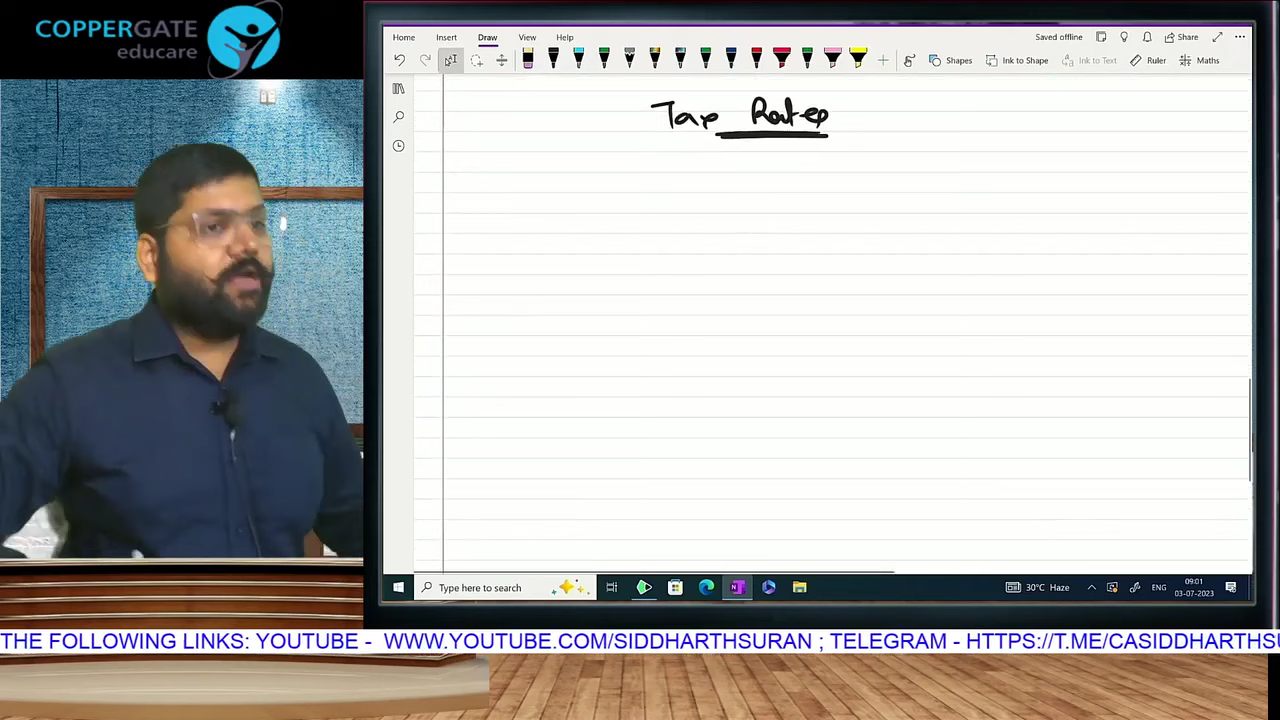 COPPERGATE
educare
Home Insert Draw View Help
Saved offline
Share
Shapes
Ink to Shape
Ink to Text
Ruler
Maths
Tax Rates
Type here to search
30°C Haze
ENG
09:01
03-07-2023
THE FOLLOWING LINKS: YOUTUBE - WWW.YOUTUBE.COM/SIDDHARTHSURAN ; TELEGRAM - HTTPS://T.ME/CASIDDHARTHSU